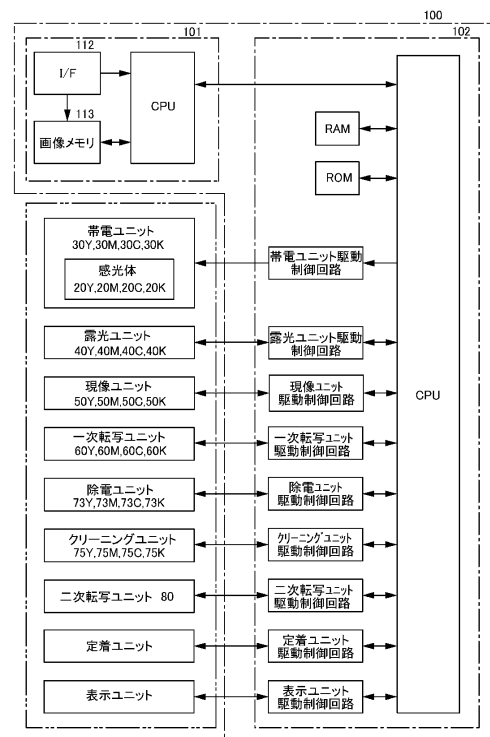 100
101
102
112
I/F
CPU
113
画像メモリ
RAM
ROM
帯電ユニット
30Y,30M,30C,30K
感光体
20Y,20M,20C,20K
帯電ユニット駆動
制御回路
露光ユニット
40Y,40M,40C,40K
露光ユニット駆動
制御回路
現像ユニット
50Y,50M,50C,50K
現像ユニット
駆動制御回路
CPU
一次転写ユニット
60Y,60M,60C,60K
一次転写ユニット
駆動制御回路
除電ユニット
73Y,73M,73C,73K
除電ユニット
駆動制御回路
クリーニングユニット
75Y,75M,75C,75K
クリーニングユニット
駆動制御回路
二次転写ユニット 80
二次転写ユニット
駆動制御回路
定着ユニット
定着ユニット
駆動制御回路
表示ユニット
表示ユニット
駆動制御回路